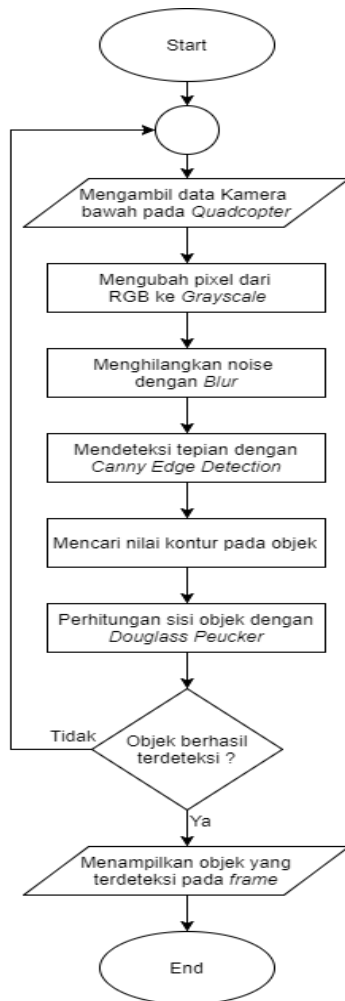 Start
Mengambil data Kamera
bawah pada Quadcopter
Mengubah pixel dari
RGB ke Grayscale
Menghilangkan noise
dengan Blur
Mendeteksi tepian dengan
Canny Edge Detection
Mencari nilai kontur pada objek
Perhitungan sisi objek dengan
Douglass Peucker
Tidak
Objek berhasil
terdeteksi ?
Ya
Menampilkan objek yang
terdeteksi pada frame
End